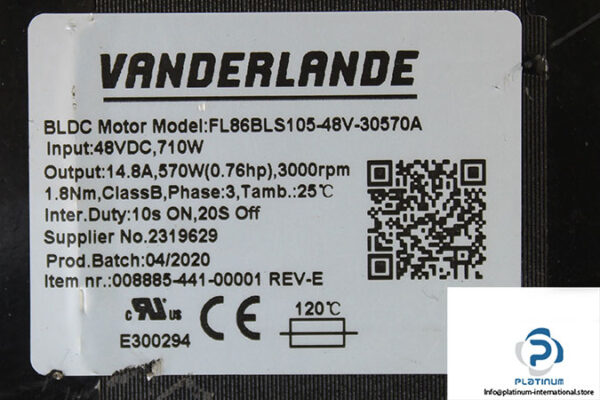 VANDERLANDE
BLDC Motor Model:FL86BLS105-48V-30570A
Input:48VDC,710W
Output:14.8A,570W(0.76hp),3000rpm
1.8Nm,ClassB,Phase:3,Tamb.:25℃
Inter.Duty:10s ON,20S Off
Supplier No.2319629
Prod.Batch:04/2020
Item nr.:008885-441-00001 REV-E
c RU us
CE
120℃
E300294
PLATINUM
Info@platinum-international.store